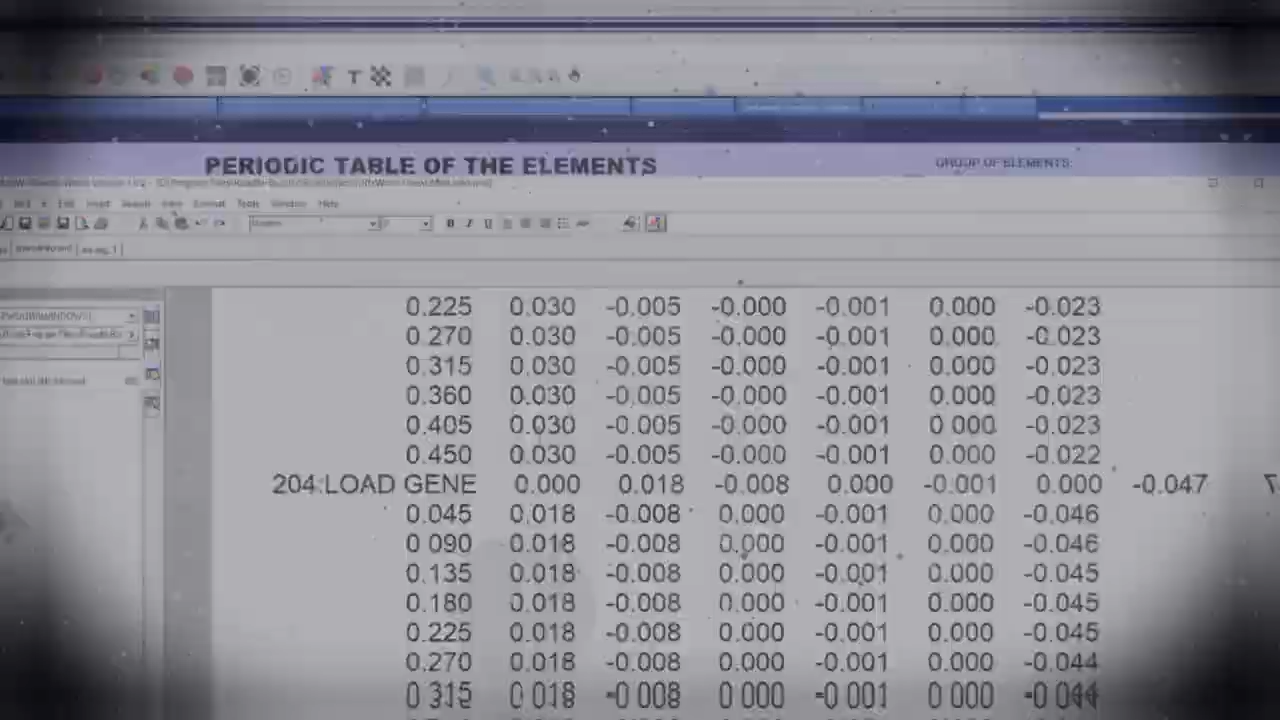 T
PERIODIC TABLE OF THE ELEMENTS
GROUP OF ELEMENTS
Edit Insert Search View Format Tools Window Help
B I U
0.225 0.030 -0.005 -0.000 -0.001 0.000 -0.023
0.270 0.030 -0.005 -0.000 -0.001 0.000 -0.023
0.315 0.030 -0.005 -0.000 -0.001 0.000 -0.023
0.360 0.030 -0.005 -0.000 -0.001 0.000 -0.023
0.405 0.030 -0.005 -0.000 -0.001 0 000 -0.023
0.450 0.030 -0.005 -0.000 -0.001 0.000 -0.022
204:LOAD GENE 0.000 0.018 -0.008 0.000 -0.001 0.000 -0.047
0.045 0.018 -0.008 0.000 -0.001 0.000 -0.046
0 090 0.018 -0.008 0.000 -0.001 0.000 -0.046
0.135 0.018 -0.008 0.000 -0.001 0.000 -0.045
0.180 0.018 -0.008 0.000 -0.001 0.000 -0.045
0.225 0.018 -0.008 0.000 -0.001 0.000 -0.045
0.270 0.018 -0.008 0.000 -0.001 0.000 -0.044
0 315 0 018 -0 008 0 000 -0 001 0 000 -0 044